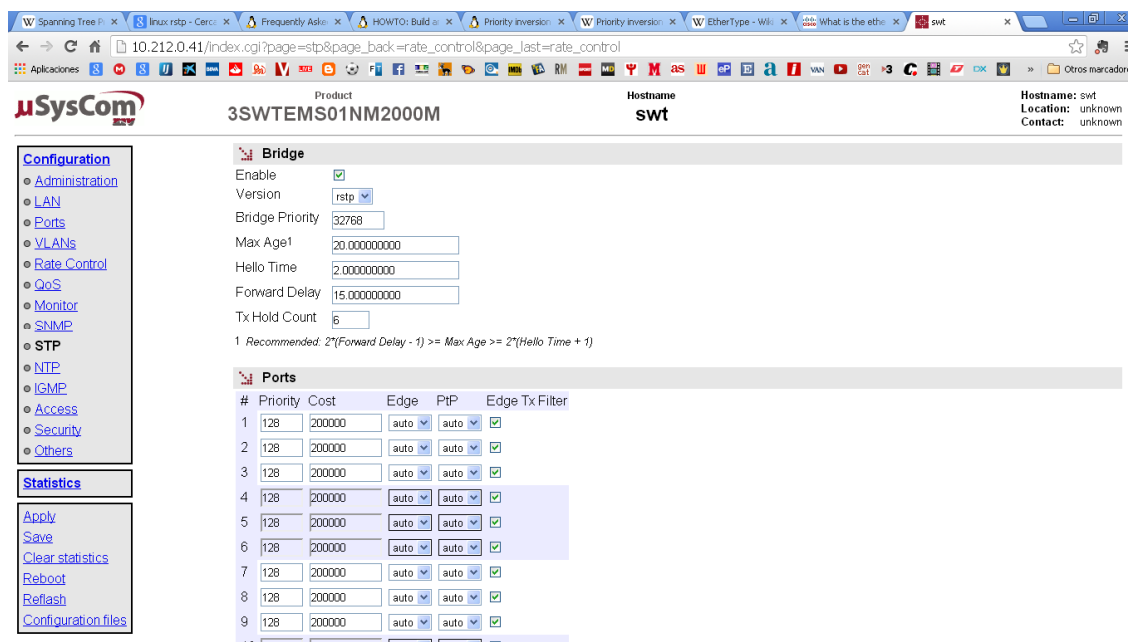 Spanning Tree P
linux rstp - Cerca
Frequently Aske
HOWTO: Build a
Priority inversion
Priority inversion
EtherType - Wik
What is the ethe
swt
10.212.0.41/index.cgi?page=stp&page_back=rate_control&page_last=rate_control
Aplicaciones
Otros marcador
µSysCom
Product
3SWTEMS01NM2000M
Hostname
swt
Hostname: swt
Location: unknown
Contact: unknown
Configuration
Administration
LAN
Ports
VLANs
Rate Control
QoS
Monitor
SNMP
STP
NTP
IGMP
Access
Security
Others
Statistics
Apply
Save
Clear statistics
Reboot
Reflash
Configuration files
Bridge
Enable
Version rstp
Bridge Priority 32768
Max Age1 20.000000000
Hello Time 2.000000000
Forward Delay 15.000000000
Tx Hold Count 6
1 Recommended: 2*(Forward Delay - 1) >= Max Age >= 2*(Hello Time + 1)
Ports
# Priority Cost Edge PtP Edge Tx Filter
1 128 200000 auto auto
2 128 200000 auto auto
3 128 200000 auto auto
4 128 200000 auto auto
5 128 200000 auto auto
6 128 200000 auto auto
7 128 200000 auto auto
8 128 200000 auto auto
9 128 200000 auto auto